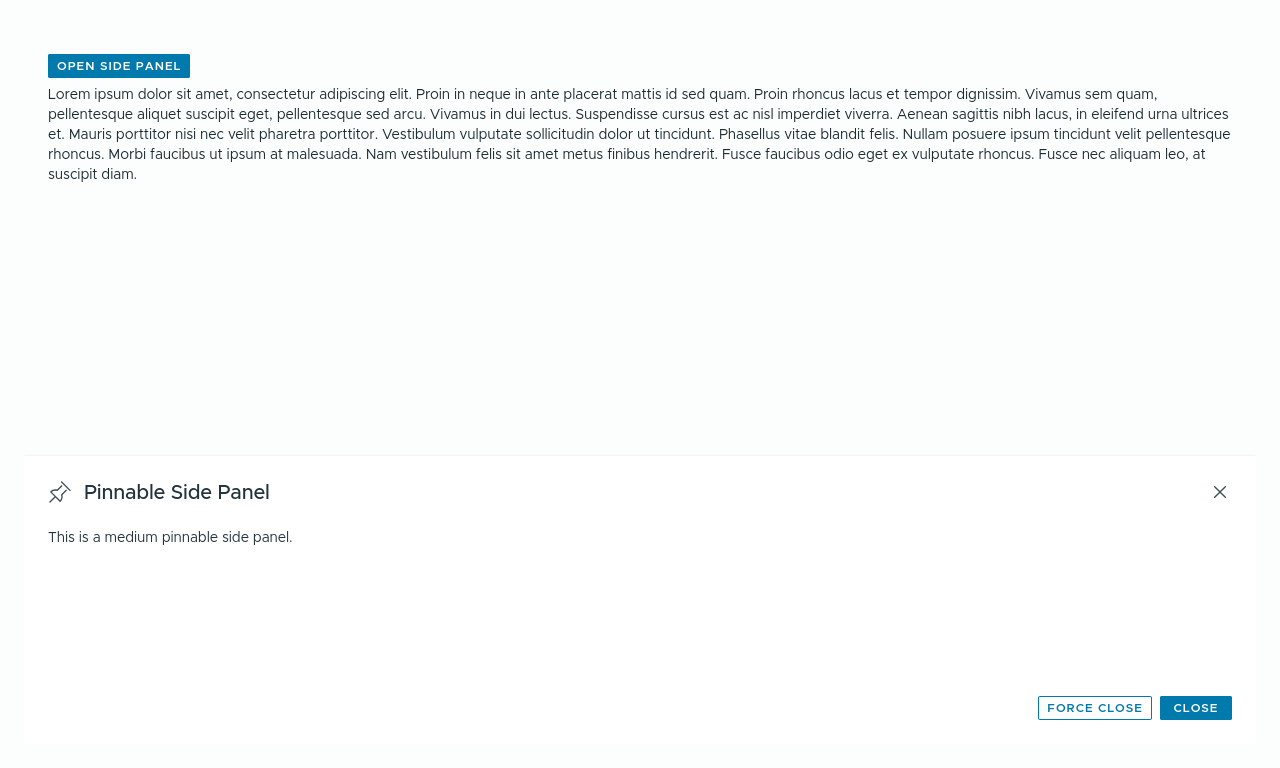 OPEN SIDE PANEL
Lorem ipsum dolor sit amet, consectetur adipiscing elit. Proin in neque in ante placerat mattis id sed quam. Proin rhoncus lacus et tempor dignissim. Vivamus sem quam,
pellentesque aliquet suscipit eget, pellentesque sed arcu. Vivamus in dui lectus. Suspendisse cursus est ac nisl imperdiet viverra. Aenean sagittis nibh lacus, in eleifend urna ultrices
et. Mauris porttitor nisi nec velit pharetra porttitor. Vestibulum vulputate sollicitudin dolor ut tincidunt. Phasellus vitae blandit felis. Nullam posuere ipsum tincidunt velit pellentesque
rhoncus. Morbi faucibus ut ipsum at malesuada. Nam vestibulum felis sit amet metus finibus hendrerit. Fusce faucibus odio eget ex vulputate rhoncus. Fusce nec aliquam leo, at
suscipit diam.
Pinnable Side Panel
This is a medium pinnable side panel.
FORCE CLOSE
CLOSE